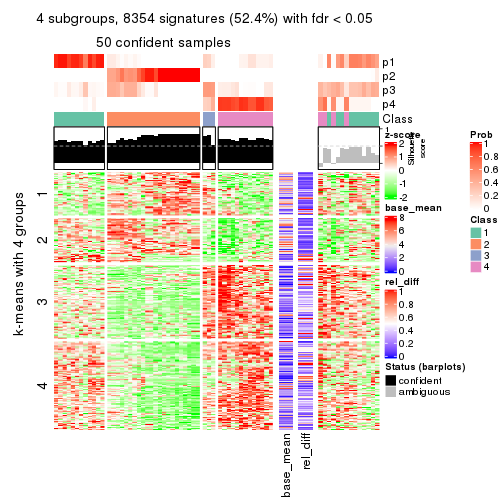 4 subgroups, 8354 signatures (52.4%) with fdr < 0.05
50 confident samples
p1
p2
p3
p4
Class
1
Silhouette
score
k-means with 4 groups
1
2
3
4
base_mean
rel_diff
z-score
2
1
0
-1
-2
base_mean
8
6
4
2
0
rel_diff
1
0.8
0.6
0.4
0.2
0
Status (barplots)
confident
ambiguous
Prob
1
0.8
0.6
0.4
0.2
0
Class
1
2
3
4